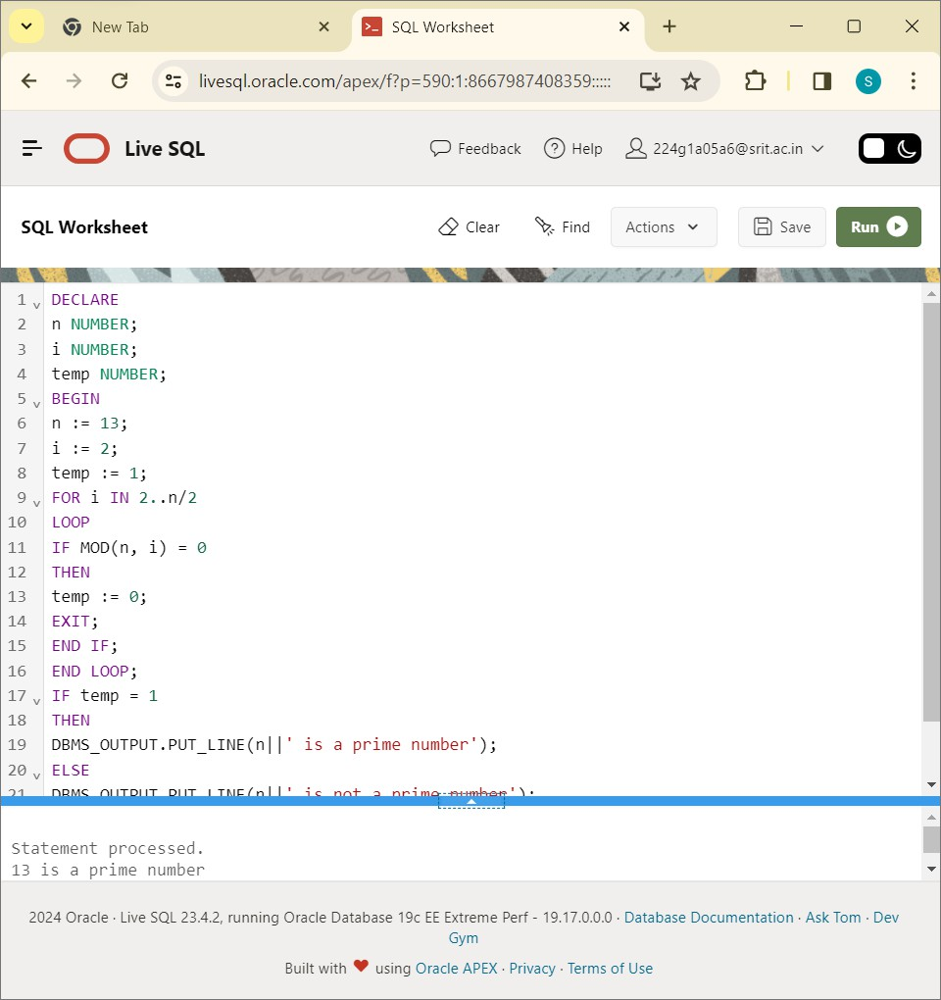 New Tab
SQL Worksheet
livesql.oracle.com/apex/f?p=590:1:8667987408359:::::
S
Live SQL
Feedback
Help
224g1a05a6@srit.ac.in
SQL Worksheet
Clear
Find
Actions
Save
Run
1 DECLARE
2 n NUMBER;
3 i NUMBER;
4 temp NUMBER;
5 BEGIN
6 n := 13;
7 i := 2;
8 temp := 1;
9 FOR i IN 2..n/2
10 LOOP
11 IF MOD(n, i) = 0
12 THEN
13 temp := 0;
14 EXIT;
15 END IF;
16 END LOOP;
17 IF temp = 1
18 THEN
19 DBMS_OUTPUT.PUT_LINE(n||' is a prime number');
20 ELSE
21 DBMS_OUTPUT.PUT_LINE(n||' is not a prime number');
Statement processed.
13 is a prime number
2024 Oracle · Live SQL 23.4.2, running Oracle Database 19c EE Extreme Perf - 19.17.0.0.0 · Database Documentation · Ask Tom · Dev
Gym
Built with ❤ using Oracle APEX · Privacy · Terms of Use